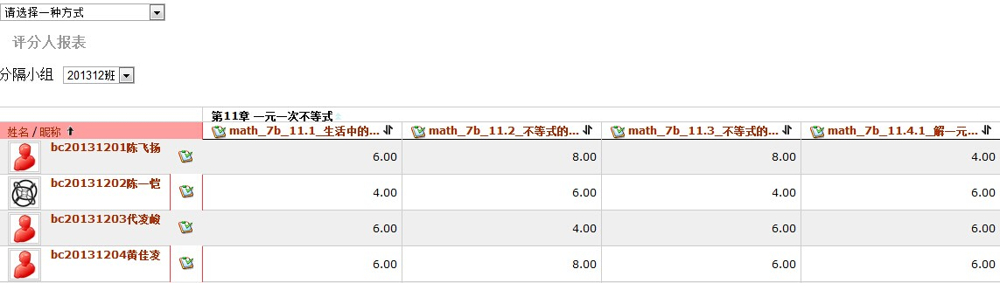 请选择一种方式
评分人报表
分隔小组 201312班
第11章 一元一次不等式
姓名 / 昵称 math_7b_11.1_生活中的... math_7b_11.2_不等式的... math_7b_11.3_不等式的... math_7b_11.4.1_解一元...
bc20131201陈飞扬 6.00 8.00 8.00 4.00
bc20131202陈一恺 4.00 6.00 4.00 6.00
bc20131203代凌峻 6.00 4.00 6.00 6.00
bc20131204黄佳凌 6.00 8.00 6.00 6.00